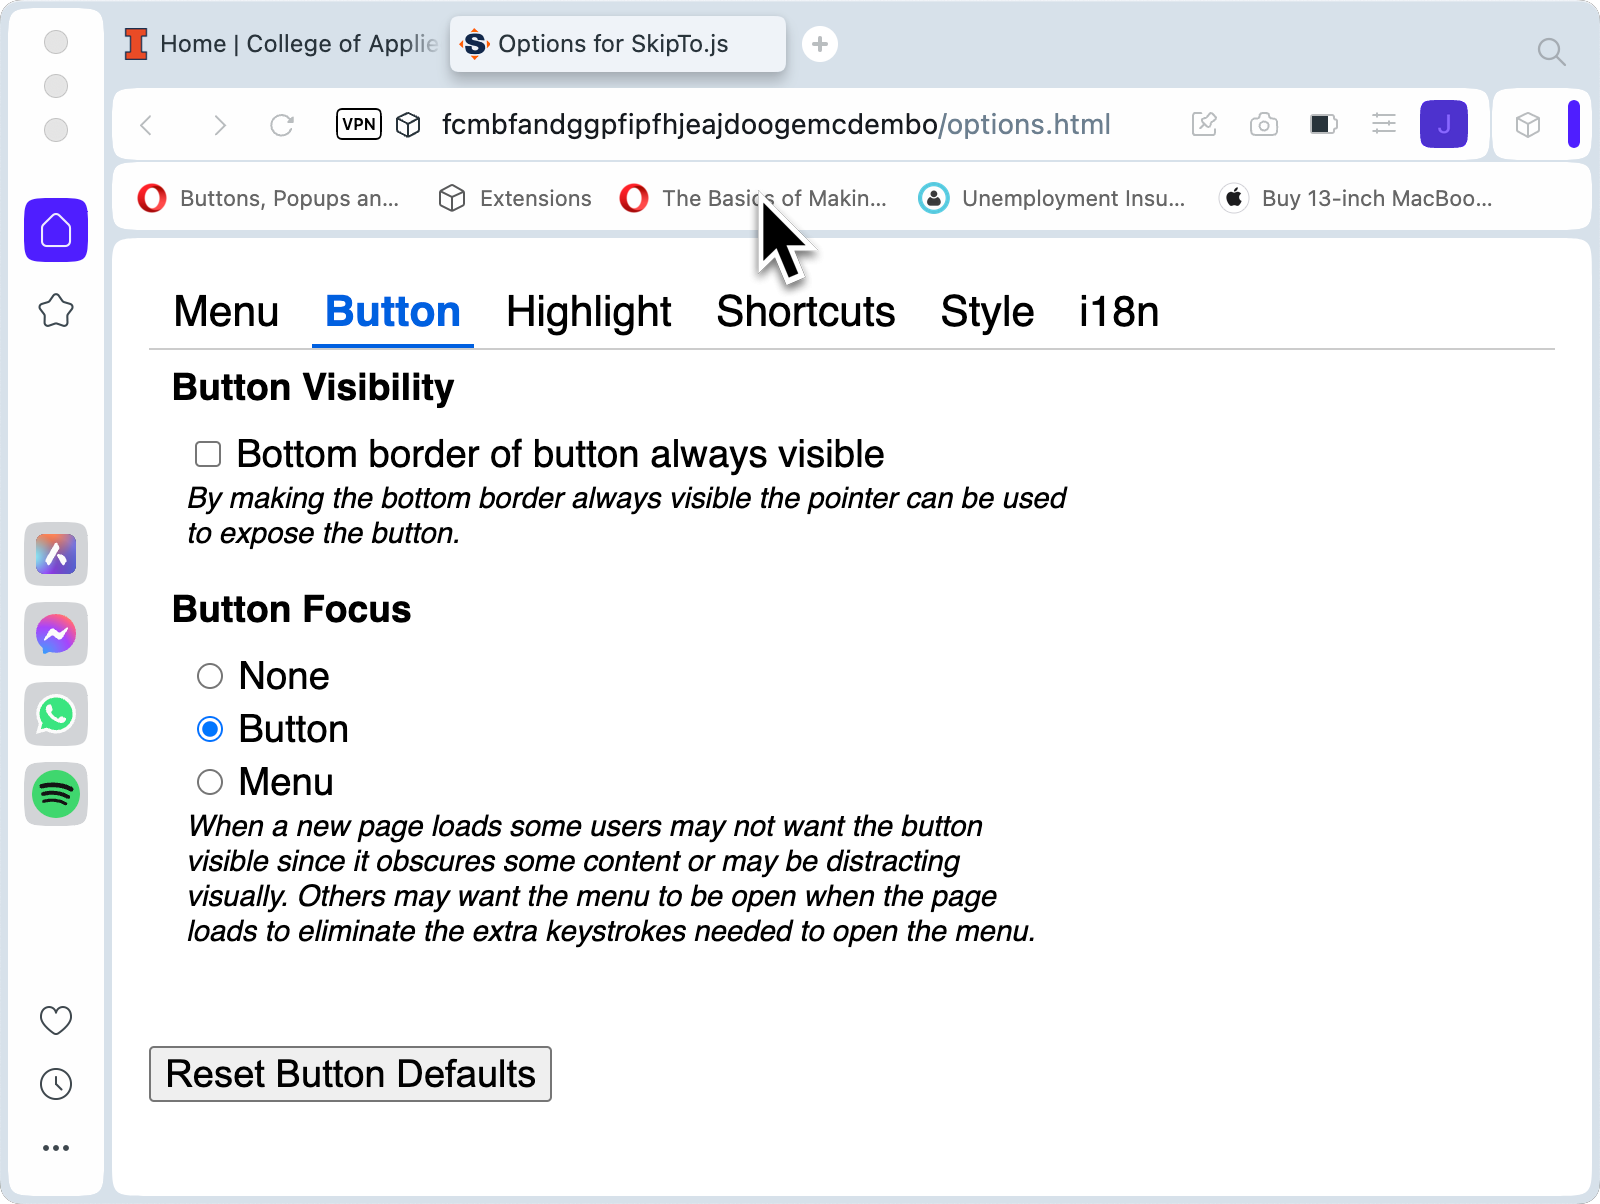 Home | College of Applie
Options for SkipTo.js
VPN
fcmbfandggpfipfhjeajdoogemcdembo/options.html
J
Buttons, Popups an...
Extensions
The Basics of Makin...
Unemployment Insu...
Buy 13-inch MacBoo...
Menu Button Highlight Shortcuts Style i18n
Button Visibility
Bottom border of button always visible
By making the bottom border always visible the pointer can be used
to expose the button.
Button Focus
None
Button
Menu
When a new page loads some users may not want the button
visible since it obscures some content or may be distracting
visually. Others may want the menu to be open when the page
loads to eliminate the extra keystrokes needed to open the menu.
Reset Button Defaults